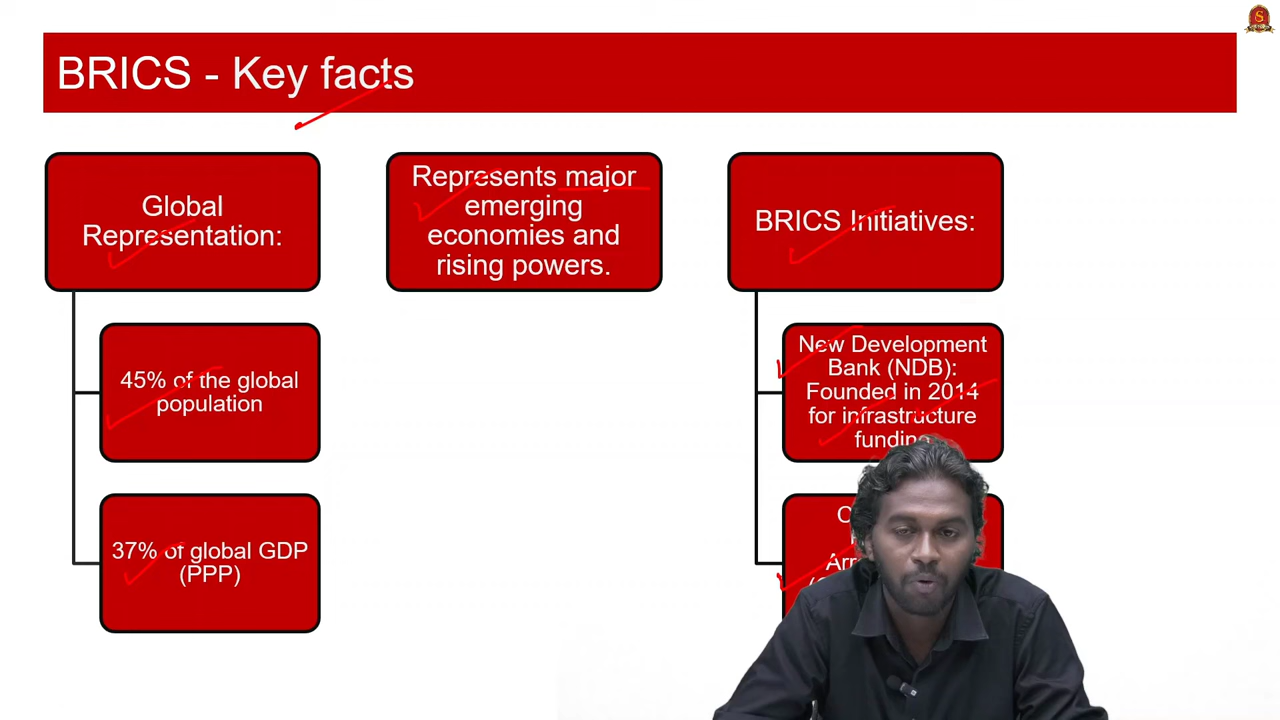 BRICS - Key facts
Global
Representation:
45% of the global
population
37% of global GDP
(PPP)
Represents major
emerging
economies and
rising powers.
BRICS Initiatives:
New Development
Bank (NDB):
Founded in 2014
for infrastructure
funding